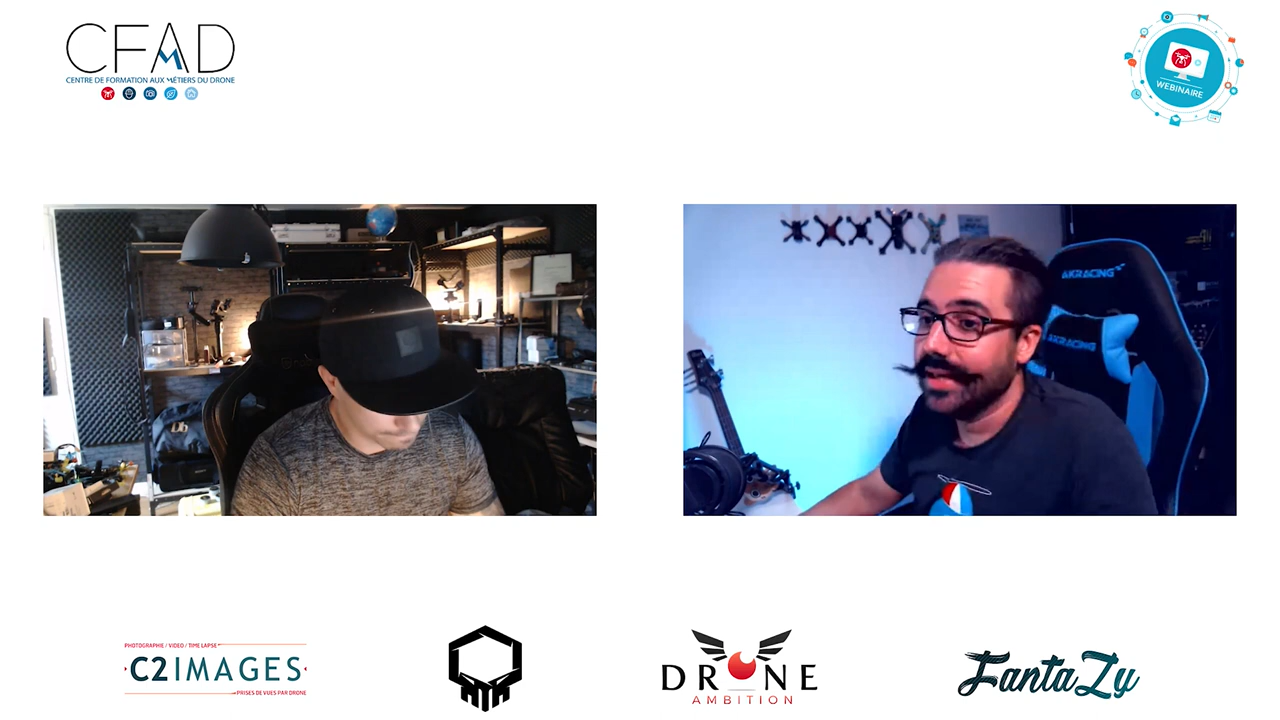 CFAD
CENTRE DE FORMATION AUX MÉTIERS DU DRONE
WEBINAIRE
AKRACING
AKRACING
PHOTOGRAPHIE / VIDEO / TIME LAPSE
C2IMAGES
PRISES DE VUES PAR DRONE
DRONE
AMBITION
FantaZy